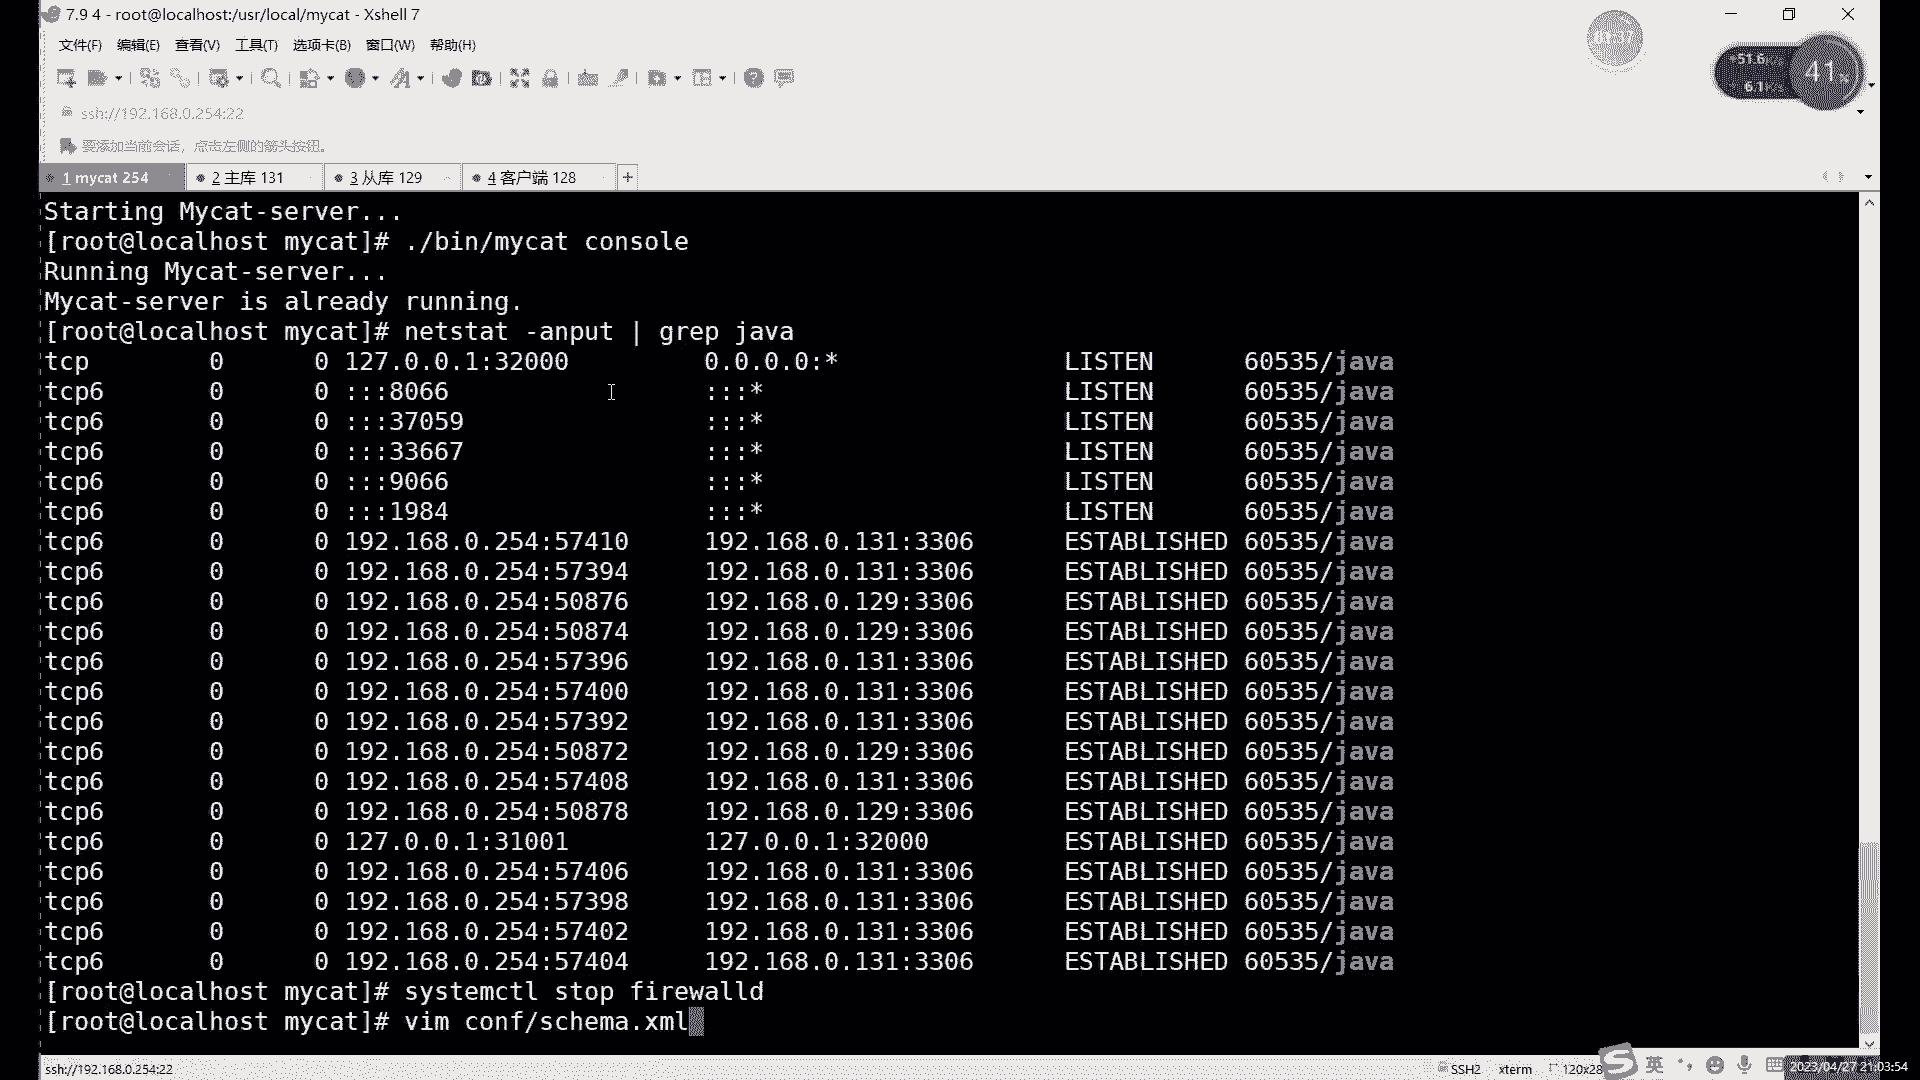 7.9 4 - root@localhost:/usr/local/mycat - Xshell 7
文件(F) 编辑(E) 查看(V) 工具(T) 选项卡(B) 窗口(W) 帮助(H)
ssh://192.168.0.254:22
要添加当前会话，点击左侧的箭头按钮。
1 mycat 254 2 主库 131 3 从库 129 4 客户端 128
41%
6.1K/s
Starting Mycat-server...
[root@localhost mycat]# ./bin/mycat console
Running Mycat-server...
Mycat-server is already running.
[root@localhost mycat]# netstat -anput | grep java
tcp 0 0 127.0.0.1:32000 0.0.0.0:* LISTEN 60535/java
tcp6 0 0 :::8066 :::* LISTEN 60535/java
tcp6 0 0 :::37059 :::* LISTEN 60535/java
tcp6 0 0 :::33667 :::* LISTEN 60535/java
tcp6 0 0 :::9066 :::* LISTEN 60535/java
tcp6 0 0 :::1984 :::* LISTEN 60535/java
tcp6 0 0 192.168.0.254:57410 192.168.0.131:3306 ESTABLISHED 60535/java
tcp6 0 0 192.168.0.254:57394 192.168.0.131:3306 ESTABLISHED 60535/java
tcp6 0 0 192.168.0.254:50876 192.168.0.129:3306 ESTABLISHED 60535/java
tcp6 0 0 192.168.0.254:50874 192.168.0.129:3306 ESTABLISHED 60535/java
tcp6 0 0 192.168.0.254:57396 192.168.0.131:3306 ESTABLISHED 60535/java
tcp6 0 0 192.168.0.254:57400 192.168.0.131:3306 ESTABLISHED 60535/java
tcp6 0 0 192.168.0.254:57392 192.168.0.131:3306 ESTABLISHED 60535/java
tcp6 0 0 192.168.0.254:50872 192.168.0.129:3306 ESTABLISHED 60535/java
tcp6 0 0 192.168.0.254:57408 192.168.0.131:3306 ESTABLISHED 60535/java
tcp6 0 0 192.168.0.254:50878 192.168.0.129:3306 ESTABLISHED 60535/java
tcp6 0 0 127.0.0.1:31001 127.0.0.1:32000 ESTABLISHED 60535/java
tcp6 0 0 192.168.0.254:57406 192.168.0.131:3306 ESTABLISHED 60535/java
tcp6 0 0 192.168.0.254:57398 192.168.0.131:3306 ESTABLISHED 60535/java
tcp6 0 0 192.168.0.254:57402 192.168.0.131:3306 ESTABLISHED 60535/java
tcp6 0 0 192.168.0.254:57404 192.168.0.131:3306 ESTABLISHED 60535/java
[root@localhost mycat]# systemctl stop firewalld
[root@localhost mycat]# vim conf/schema.xml
ssh://192.168.0.254:22 SSH2 xterm 120x28 英 2023/04/27 21:03:54